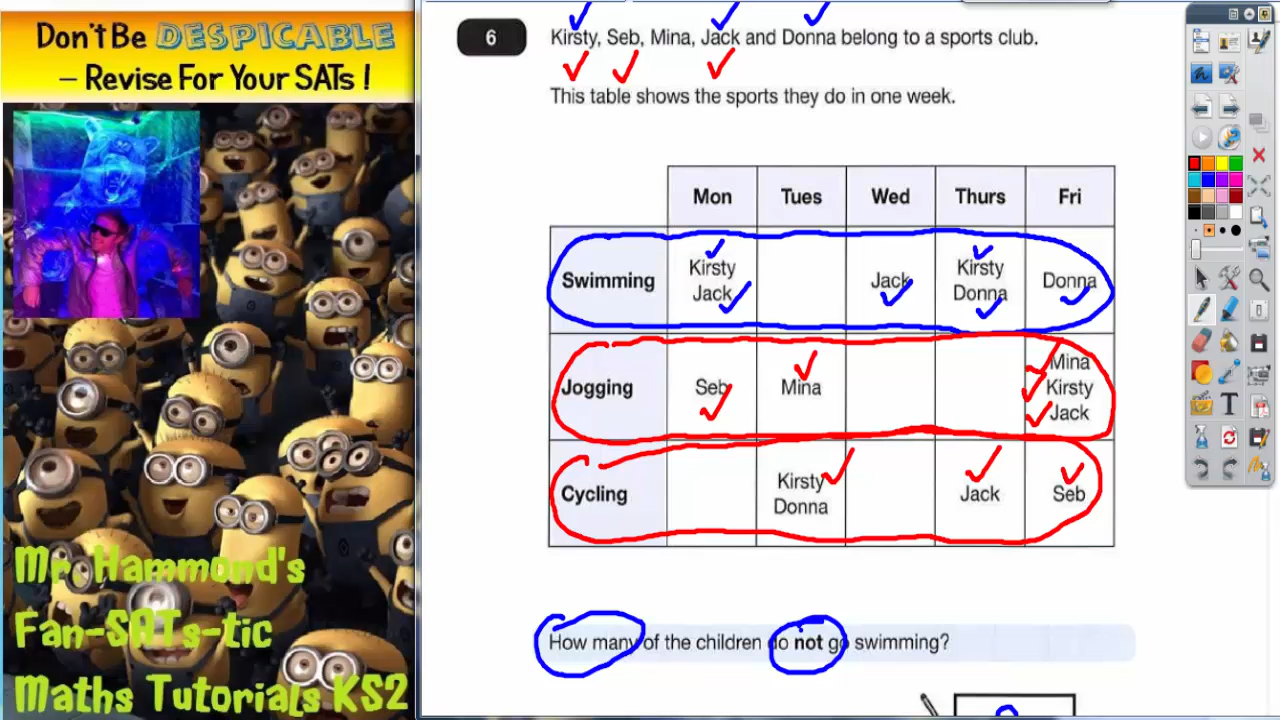 Don't Be DESPICABLE
– Revise For Your SATs !
Mr. Hammond's
Fan-SATs-tic
Maths Tutorials KS2
6
Kirsty, Seb, Mina, Jack and Donna belong to a sports club.
This table shows the sports they do in one week.
Mon Tues Wed Thurs Fri
Swimming
Kirsty
Jack
Jack
Kirsty
Donna
Donna
Jogging
Seb
Mina
Mina
Kirsty
Jack
Cycling
Kirsty
Donna
Jack
Seb
How many of the children do not go swimming?